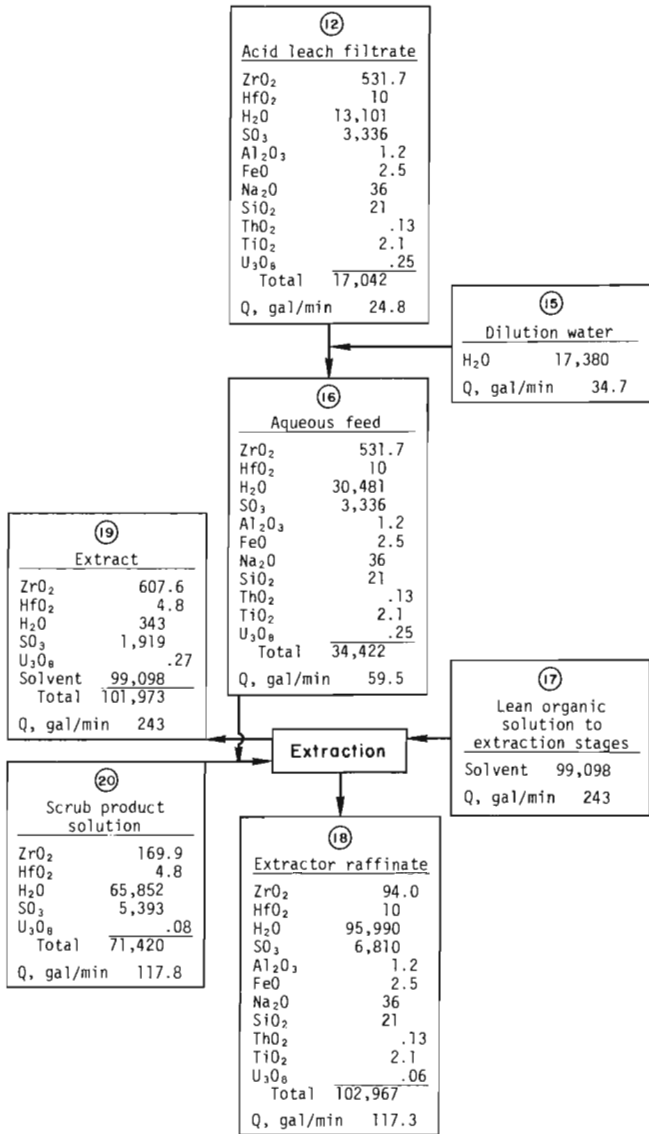 12
Acid leach filtrate
ZrO₂ 531.7
HfO₂ 10
H₂O 13,101
SO₃ 3,336
Al₂O₃ 1.2
FeO 2.5
Na₂O 36
SiO₂ 21
ThO₂ .13
TiO₂ 2.1
U₃O₈ .25
Total 17,042
Q, gal/min 24.8
15
Dilution water
H₂O 17,380
Q, gal/min 34.7
16
Aqueous feed
ZrO₂ 531.7
HfO₂ 10
H₂O 30,481
SO₃ 3,336
Al₂O₃ 1.2
FeO 2.5
Na₂O 36
SiO₂ 21
ThO₂ .13
TiO₂ 2.1
U₃O₈ .25
Total 34,422
Q, gal/min 59.5
19
Extract
ZrO₂ 607.6
HfO₂ 4.8
H₂O 343
SO₃ 1,919
U₃O₈ .27
Solvent 99,098
Total 101,973
Q, gal/min 243
17
Lean organic
solution to
extraction stages
Solvent 99,098
Q, gal/min 243
Extraction
20
Scrub product
solution
ZrO₂ 169.9
HfO₂ 4.8
H₂O 65,852
SO₃ 5,393
U₃O₈ .08
Total 71,420
Q, gal/min 117.8
18
Extractor raffinate
ZrO₂ 94.0
HfO₂ 10
H₂O 95,990
SO₃ 6,810
Al₂O₃ 1.2
FeO 2.5
Na₂O 36
SiO₂ 21
ThO₂ .13
TiO₂ 2.1
U₃O₈ .06
Total 102,967
Q, gal/min 117.3